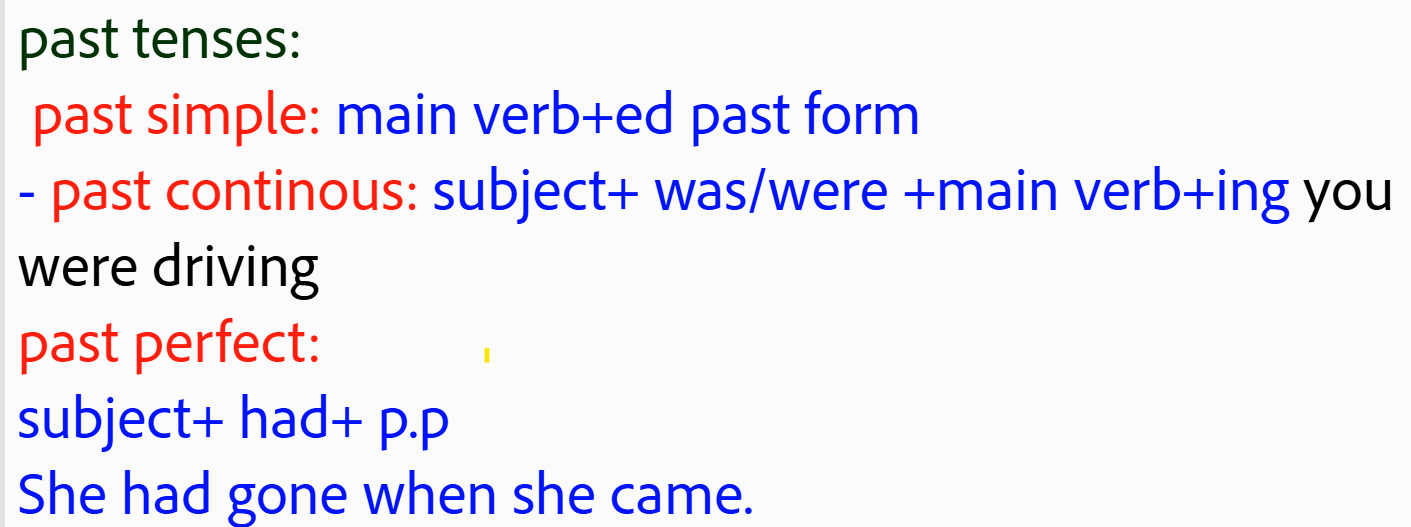 past tenses:
past simple: main verb+ed past form
- past continous: subject+ was/were +main verb+ing you
were driving
past perfect:
subject+ had+ p.p
She had gone when she came.